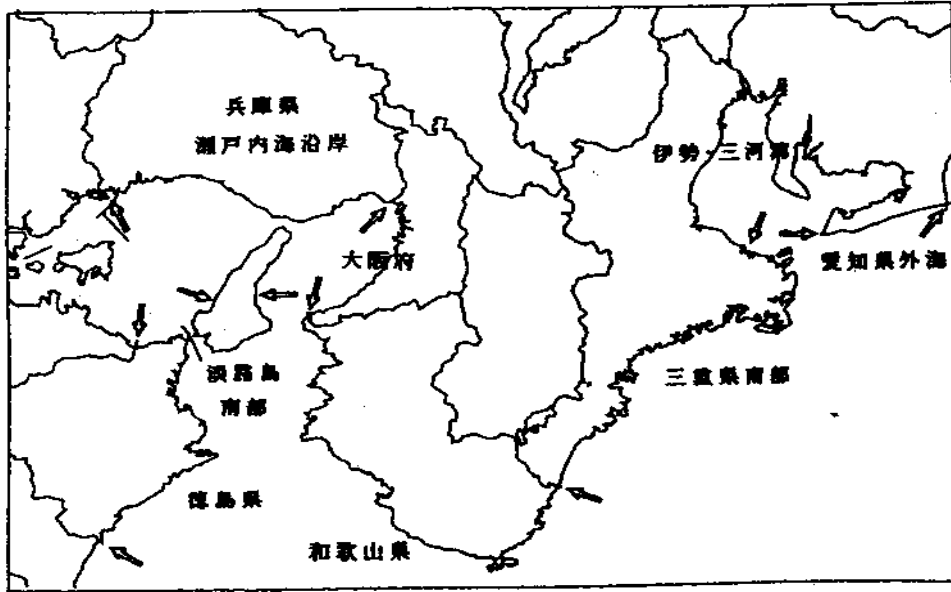 兵庫県
瀬戸内海沿岸
伊勢・三河湾
大阪府
愛知県外海
淡路島
南部
三重県南部
徳島県
和歌山県